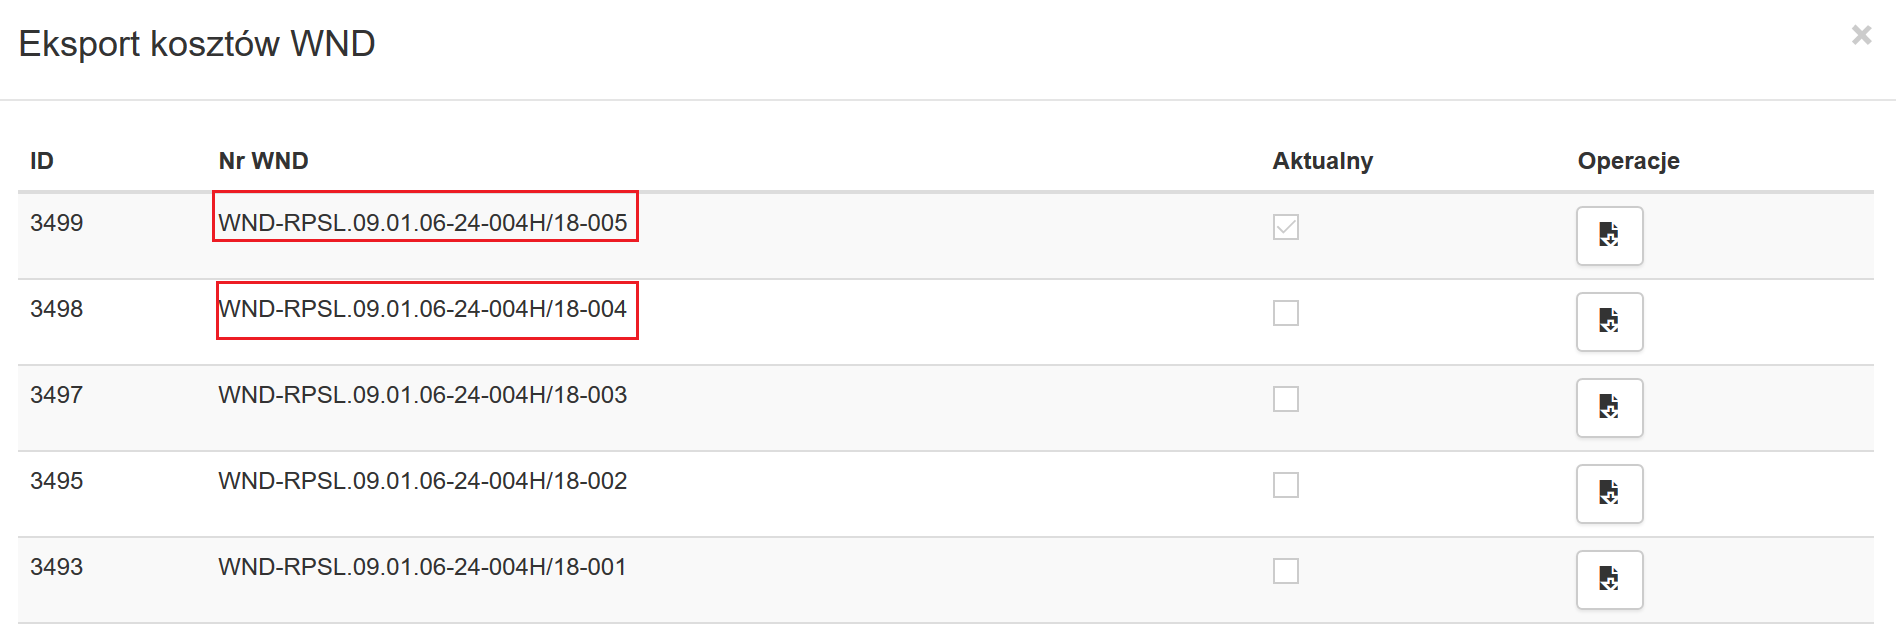 Eksport kosztów WND
ID Nr WND Aktualny Operacje
3499 WND-RPSL.09.01.06-24-004H/18-005
3498 WND-RPSL.09.01.06-24-004H/18-004
3497 WND-RPSL.09.01.06-24-004H/18-003
3495 WND-RPSL.09.01.06-24-004H/18-002
3493 WND-RPSL.09.01.06-24-004H/18-001